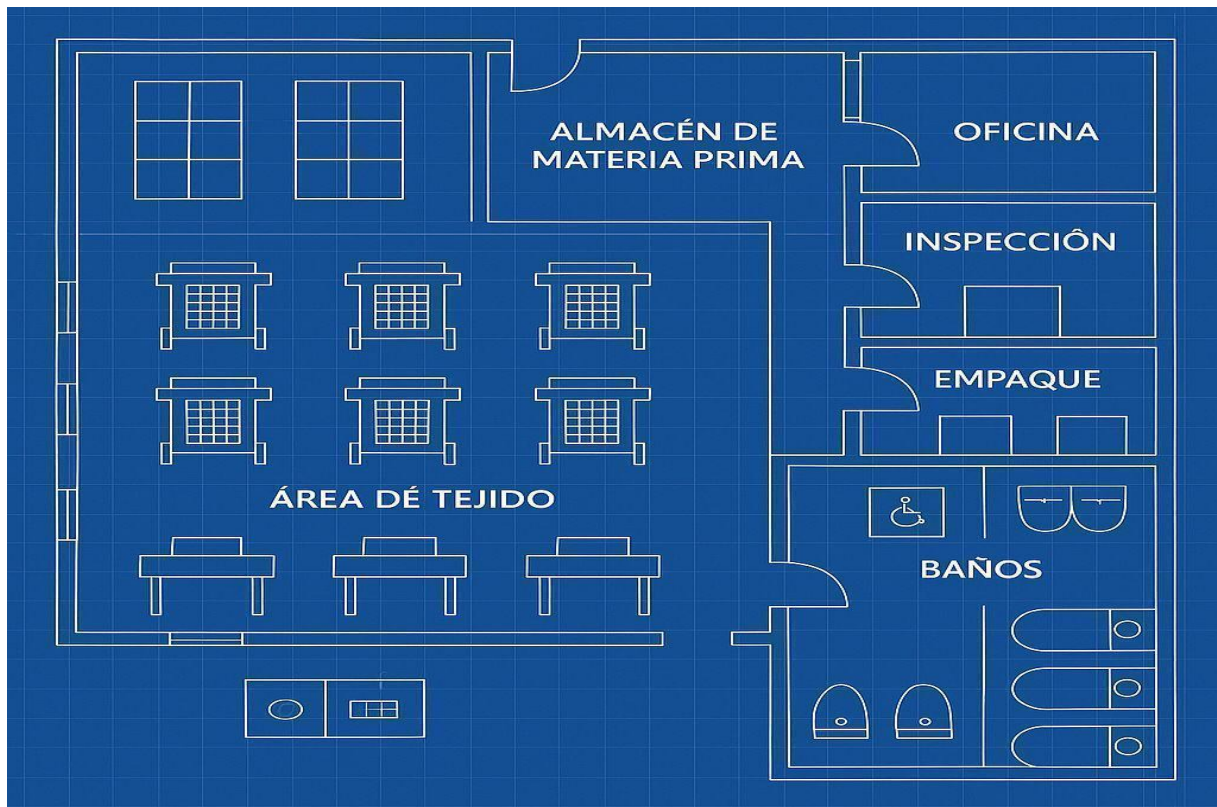 ALMACÉN DE
MATERIA PRIMA
OFICINA
INSPECCIÔN
EMPAQUE
ÁREA DÉ TEJIDO
BAÑOS